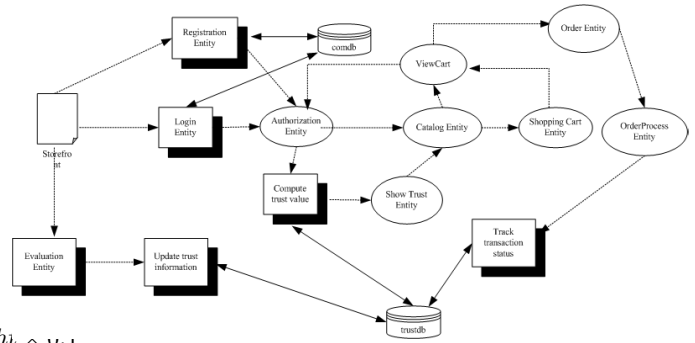 Registration
Entity
comdb
Order Entity
ViewCart
Login
Entity
Authorization
Entity
Catalog Entity
Shopping Cart
Entity
OrderProcess
Entity
Storefro
nt
Compute
trust value
Show Trust
Entity
Track
transaction
status
Evaluation
Entity
Update trust
information
trustdb